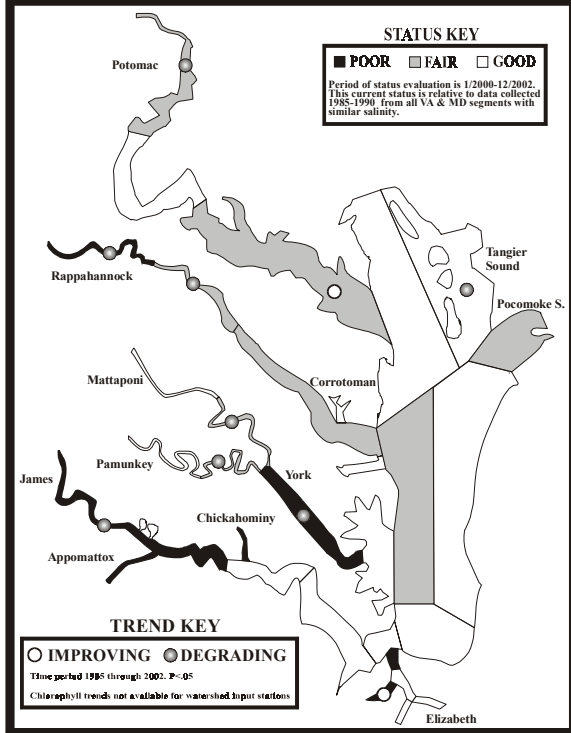 STATUS KEY
POOR FAIR GOOD
Period of status evaluation is 1/2000-12/2002.
This current status is relative to data collected
1985-1990 from all VA & MD segments with
similar salinity.
Potomac
Rappahannock
Tangier
Sound
Pocomoke S.
Corrotoman
Mattaponi
Pamunkey
York
James
Chickahominy
Appomattox
TREND KEY
IMPROVING DEGRADING
Time period 1985 through 2002. P<.05
Chlorophyll trends not available for watershed input stations
Elizabeth